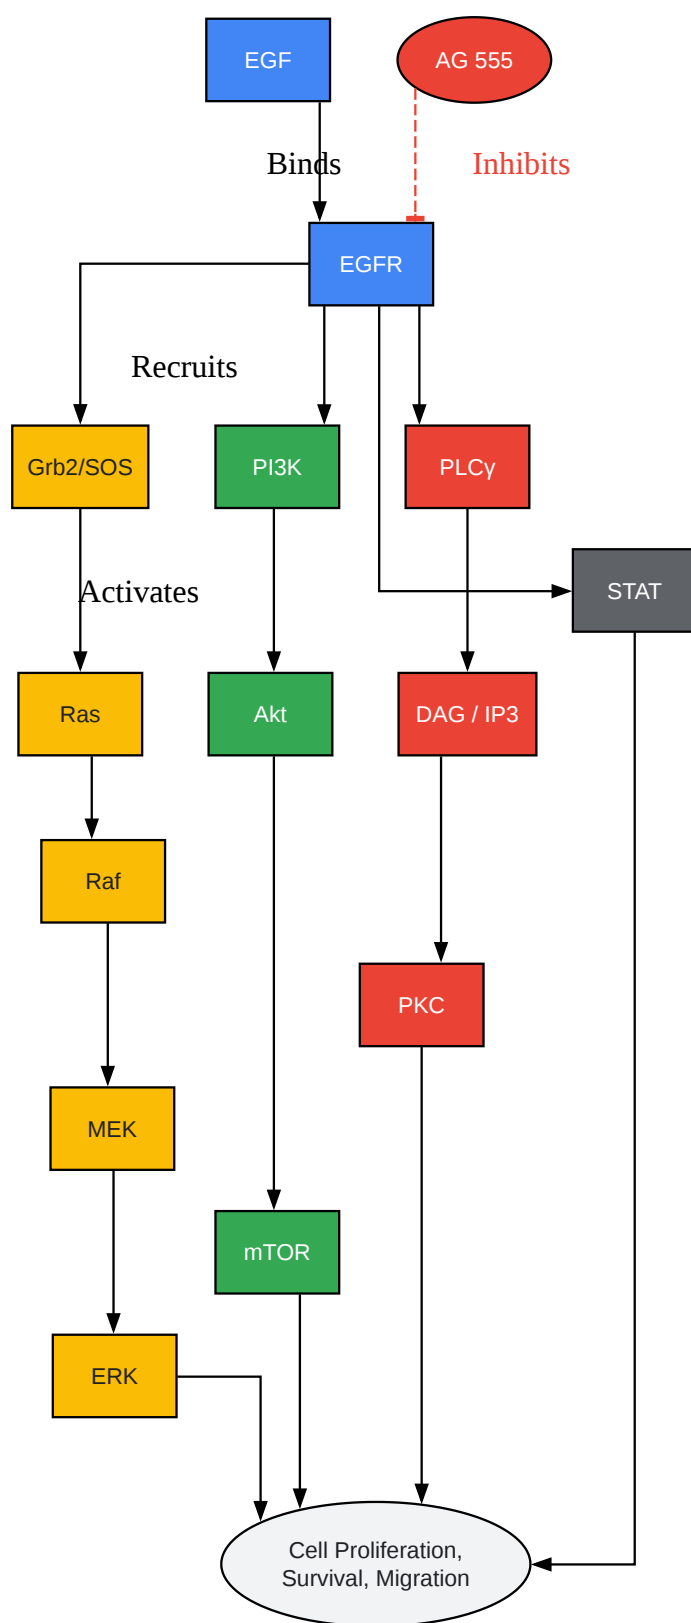 EGF
AG 555
Binds
Inhibits
EGFR
Recruits
Grb2/SOS
PI3K
PLCγ
Activates
STAT
Ras
Akt
DAG / IP3
Raf
PKC
MEK
mTOR
ERK
Cell Proliferation,
Survival, Migration